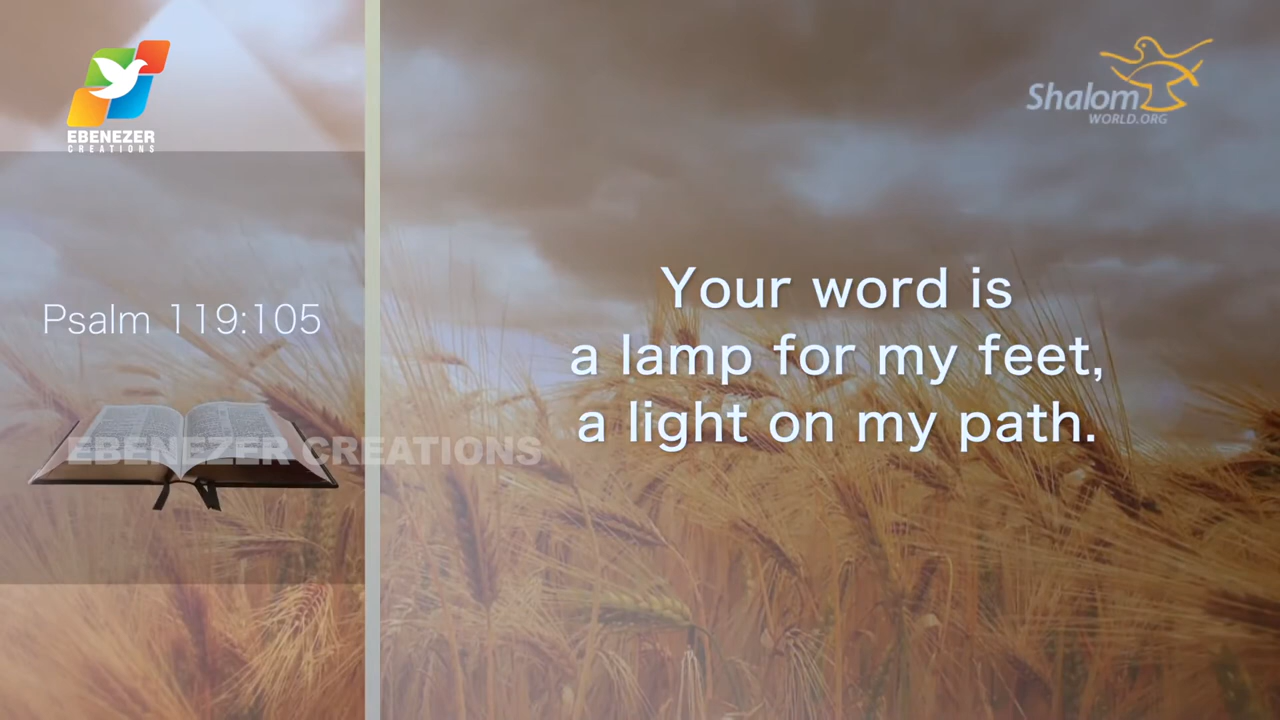 EBENEZER
CREATIONS
Shalom
WORLD.ORG
Psalm 119:105
Your word is
a lamp for my feet,
a light on my path.
EBENEZER CREATIONS